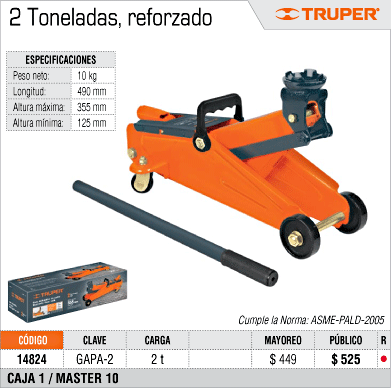 2 Toneladas, reforzado
TRUPER®
ESPECIFICACIONES
Peso neto: 10 kg
Longitud: 490 mm
Altura máxima: 355 mm
Altura mínima: 125 mm
TRUPER
Cumple la Norma: ASME-PALD-2005
CÓDIGO CLAVE CARGA MAYOREO PÚBLICO R
14824 GAPA-2 2 t $ 449 $ 525
CAJA 1 / MASTER 10